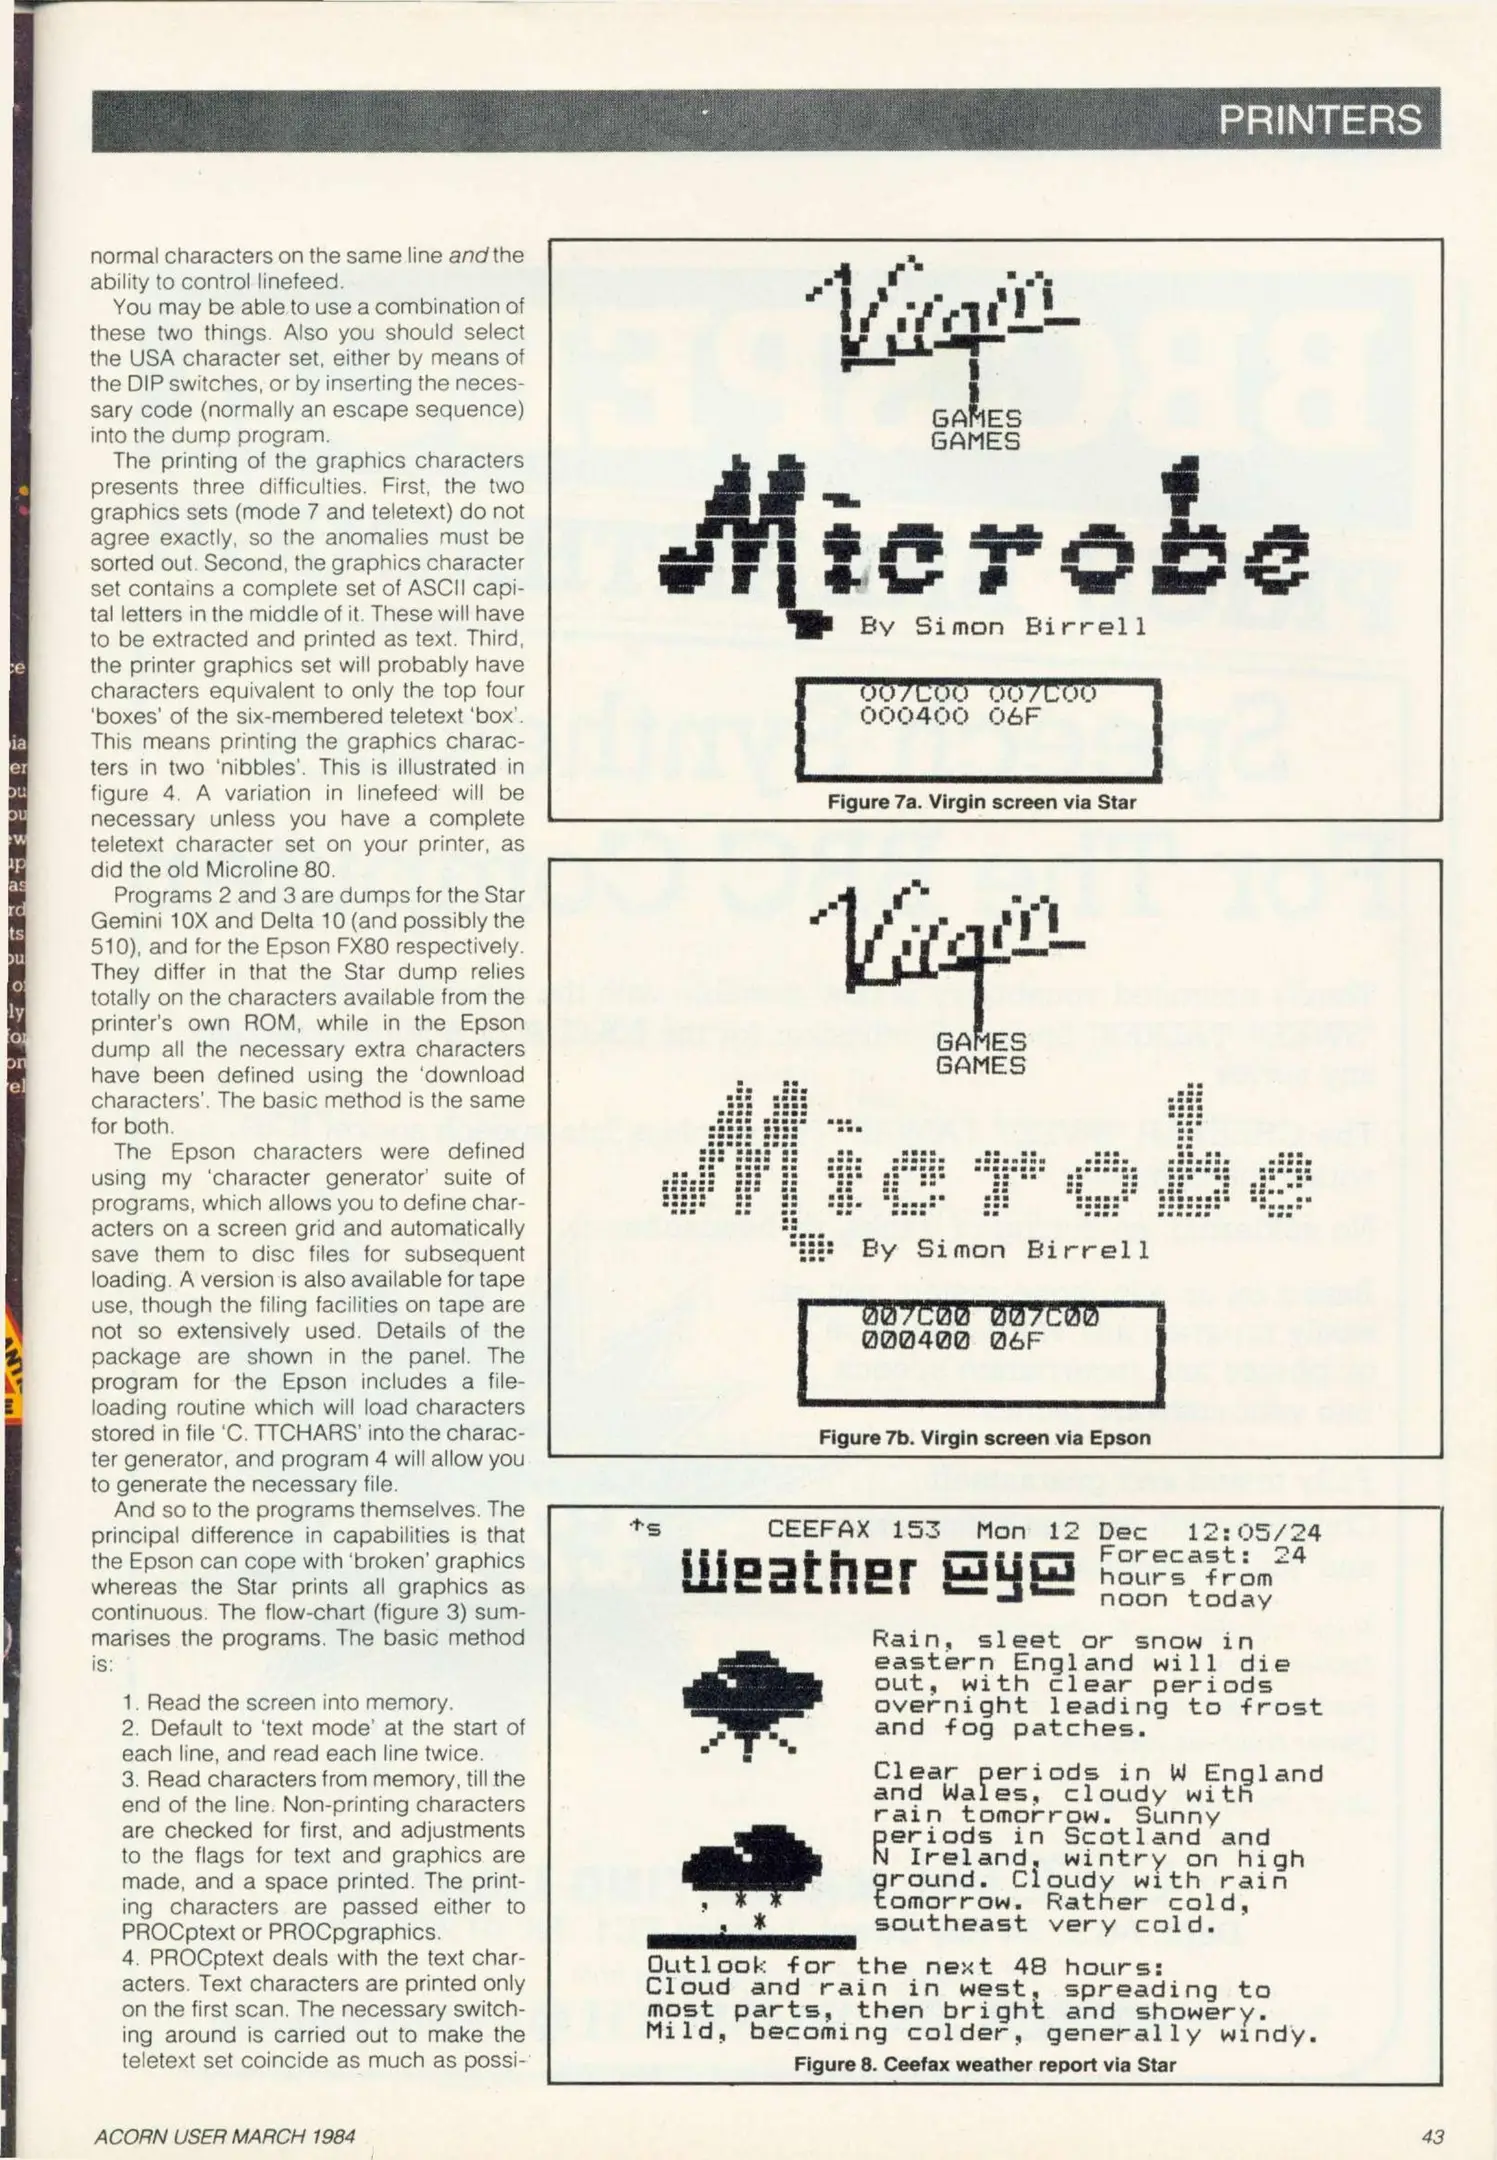 PRINTERS
normal characters on the same line and the
ability to control linefeed.
You may be able to use a combination of
these two things. Also you should select
the USA character set, either by means of
the DIP switches, or by inserting the neces-
sary code (normally an escape sequence)
into the dump program.
The printing of the graphics characters
presents three difficulties. First, the two
graphics sets (mode 7 and teletext) do not
agree exactly, so the anomalies must be
sorted out. Second, the graphics character
set contains a complete set of ASCII capi-
tal letters in the middle of it. These will have
to be extracted and printed as text. Third,
the printer graphics set will probably have
characters equivalent to only the top four
'boxes' of the six-membered teletext 'box'.
This means printing the graphics charac-
ters in two 'nibbles'. This is illustrated in
figure 4. A variation in linefeed will be
necessary unless you have a complete
teletext character set on your printer, as
did the old Microline 80.
Programs 2 and 3 are dumps for the Star
Gemini 10X and Delta 10 (and possibly the
510), and for the Epson FX80 respectively.
They differ in that the Star dump relies
totally on the characters available from the
printer's own ROM, while in the Epson
dump all the necessary extra characters
have been defined using the 'download
characters'. The basic method is the same
for both.
The Epson characters were defined
using my 'character generator' suite of
programs, which allows you to define char-
acters on a screen grid and automatically
save them to disc files for subsequent
loading. A version is also available for tape
use, though the filing facilities on tape are
not so extensively used. Details of the
package are shown in the panel. The
program for the Epson includes a file-
loading routine which will load characters
stored in file 'C. TTCHARS' into the charac-
ter generator, and program 4 will allow you
to generate the necessary file.
And so to the programs themselves. The
principal difference in capabilities is that
the Epson can cope with 'broken' graphics
whereas the Star prints all graphics as
continuous. The flow-chart (figure 3) sum-
marises the programs. The basic method
is:
1. Read the screen into memory.
2. Default to 'text mode' at the start of
each line, and read each line twice.
3. Read characters from memory, till the
end of the line. Non-printing characters
are checked for first, and adjustments
to the flags for text and graphics are
made, and a space printed. The print-
ing characters are passed either to
PROCptext or PROCpgraphics.
4. PROCptext deals with the text char-
acters. Text characters are printed only
on the first scan. The necessary switch-
ing around is carried out to make the
teletext set coincide as much as possi-
Virgin
GAMES
GAMES
Microbe
By Simon Birrell
007C00 007C00
000400 06F
Figure 7a. Virgin screen via Star
Virgin
GAMES
GAMES
Microbe
By Simon Birrell
007C00 007C00
000400 06F
Figure 7b. Virgin screen via Epson
↑s CEEFAX 153 Mon 12 Dec 12:05/24
Weather eye
Forecast: 24
hours from
noon today
Rain, sleet or snow in
eastern England will die
out, with clear periods
overnight leading to frost
and fog patches.
Clear periods in W England
and Wales, cloudy with
rain tomorrow. Sunny
periods in Scotland and
N Ireland, wintry on high
ground. Cloudy with rain
tomorrow. Rather cold,
southeast very cold.
Outlook for the next 48 hours:
Cloud and rain in west, spreading to
most parts, then bright and showery.
Mild, becoming colder, generally windy.
Figure 8. Ceefax weather report via Star
ACORN USER MARCH 1984
43